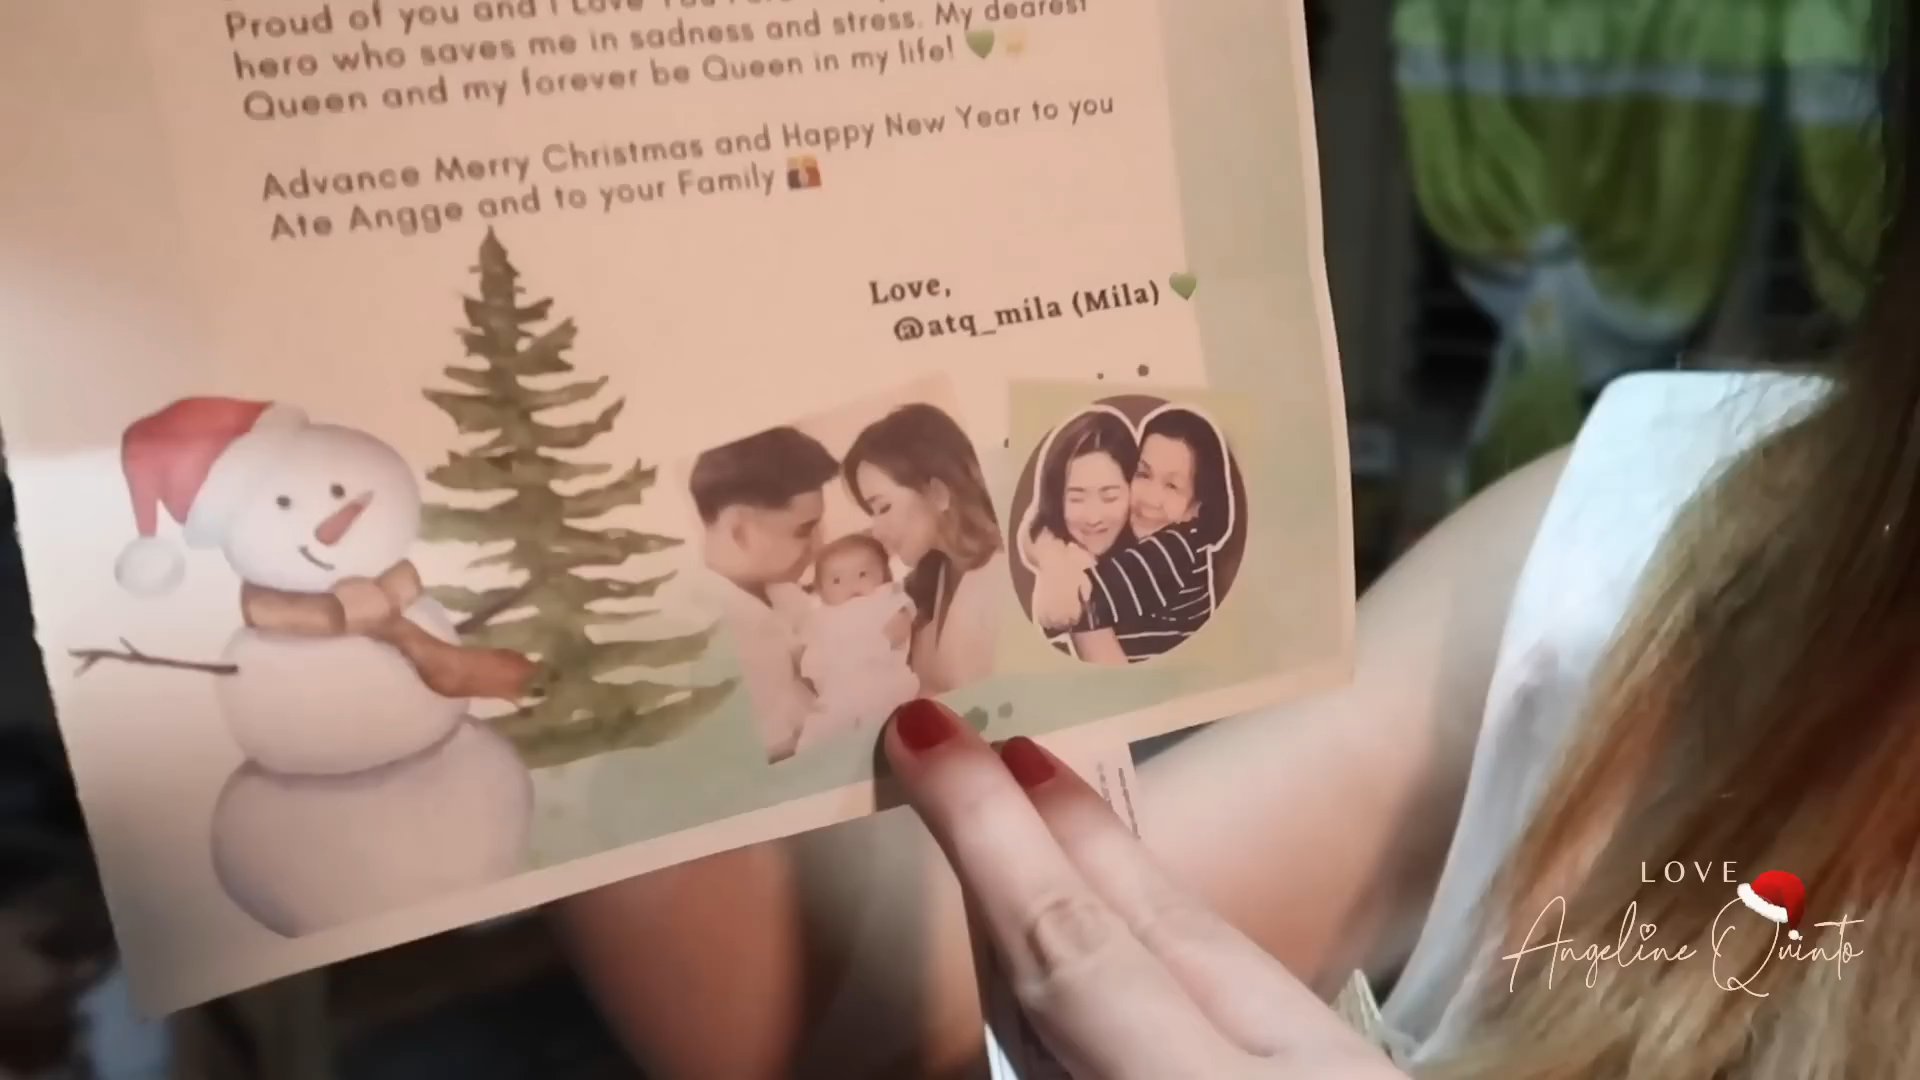 Proud of you and I Love You
hero who saves me in sadness and stress. My dearest
Queen and my forever be Queen in my life! 💚
Advance Merry Christmas and Happy New Year to you
Ate Angge and to your Family
Love,
@atq_mila (Mila) 💚
LOVE
Angeline Quinto